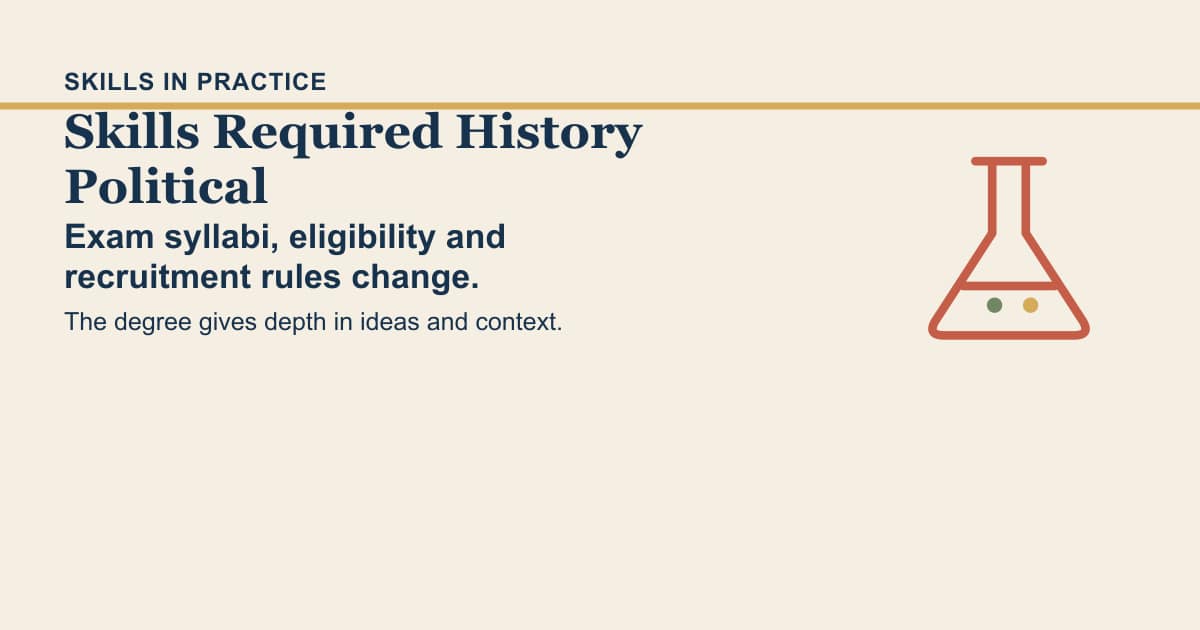 SKILLS IN PRACTICE
Skills Required History
Political
Exam syllabi, eligibility and
recruitment rules change.
The degree gives depth in ideas and context.